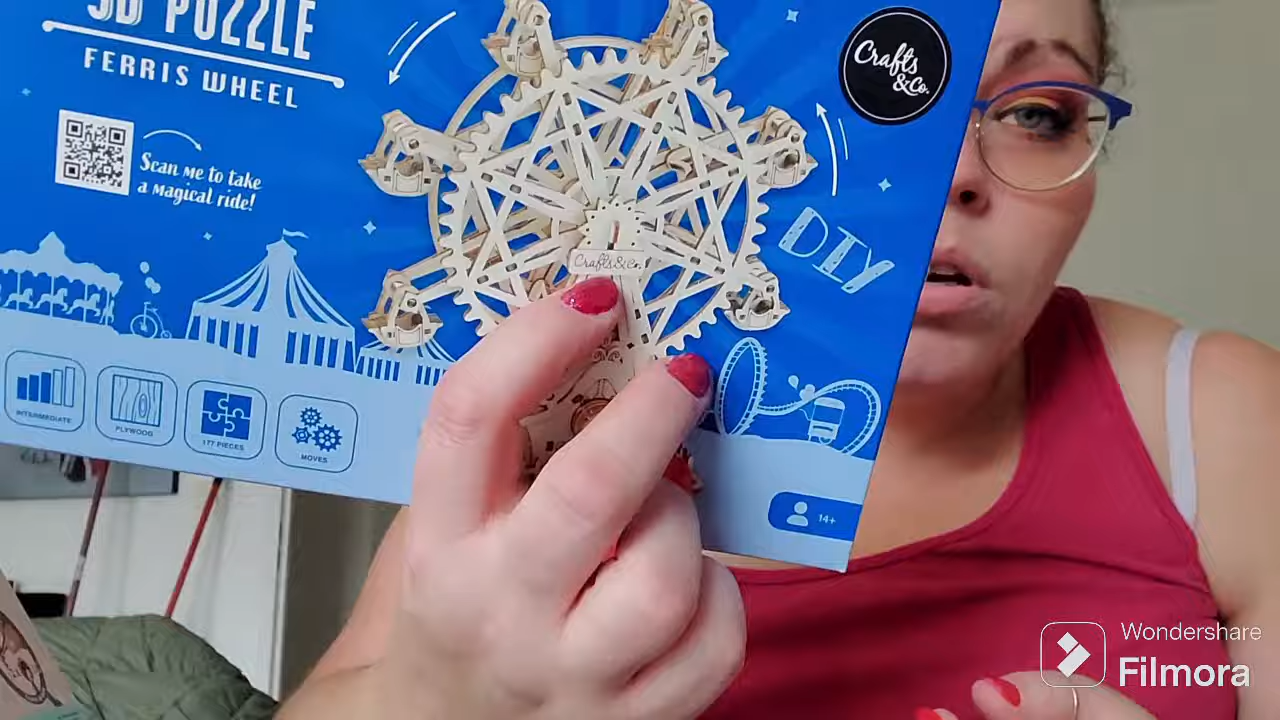 3D PUZZLE
FERRIS WHEEL
Scan me to take
a magical ride!
Crafts
&Co.
DIY
Crafts&Co.
INTERMEDIATE
PLYWOOD
177 PIECES
MOVES
14+
Wondershare
Filmora